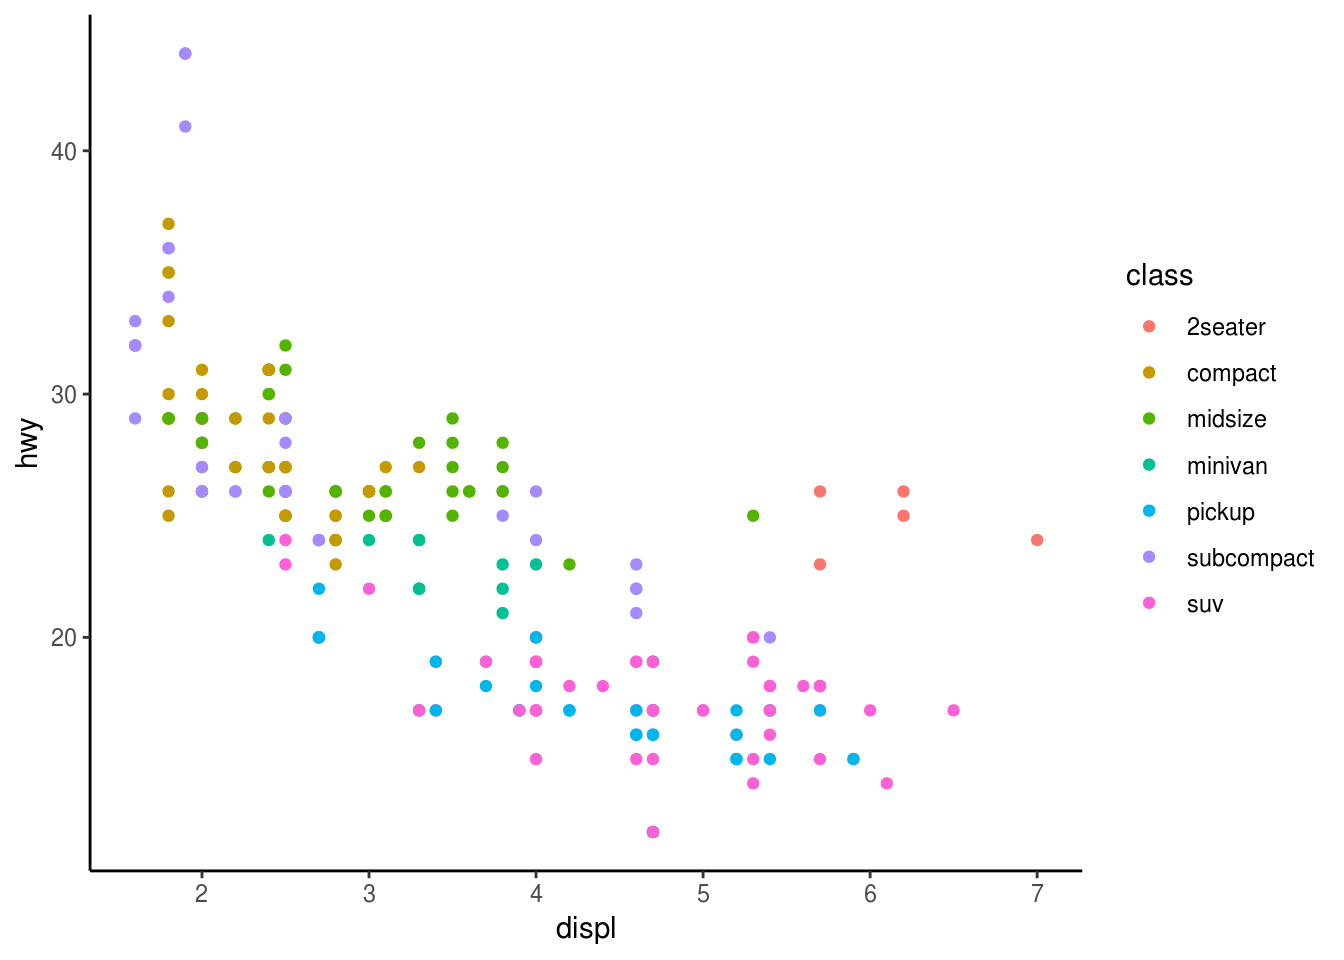 hwy
40
30
20
2 3 4 5 6 7
displ
class
2seater
compact
midsize
minivan
pickup
subcompact
suv